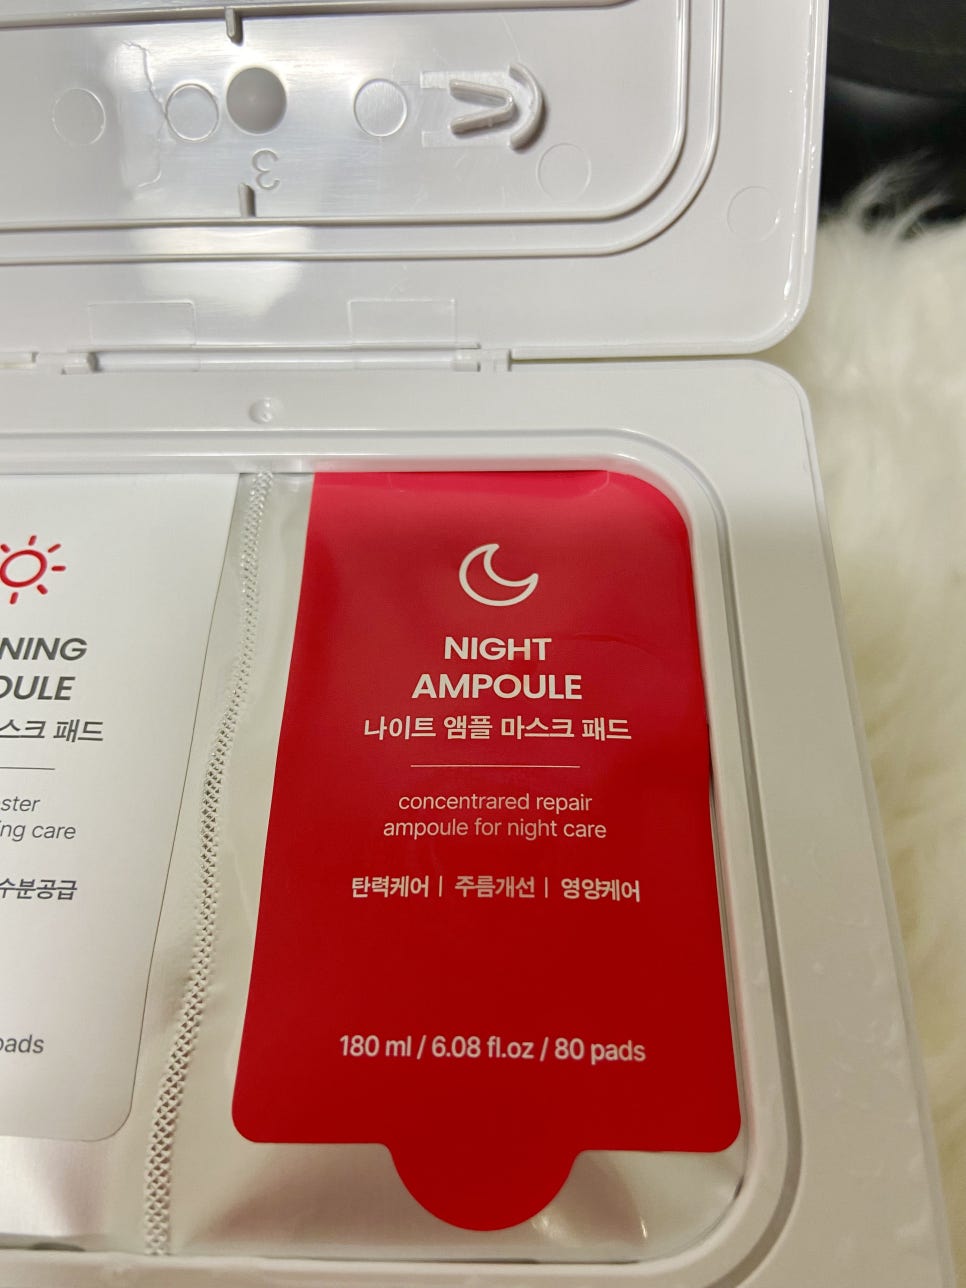 3
NING
OULE
스크 패드
ster
ng care
수분공급
pads
NIGHT
AMPOULE
나이트 앰플 마스크 패드
concentrared repair
ampoule for night care
탄력케어 | 주름개선 | 영양케어
180 ml / 6.08 fl.oz / 80 pads